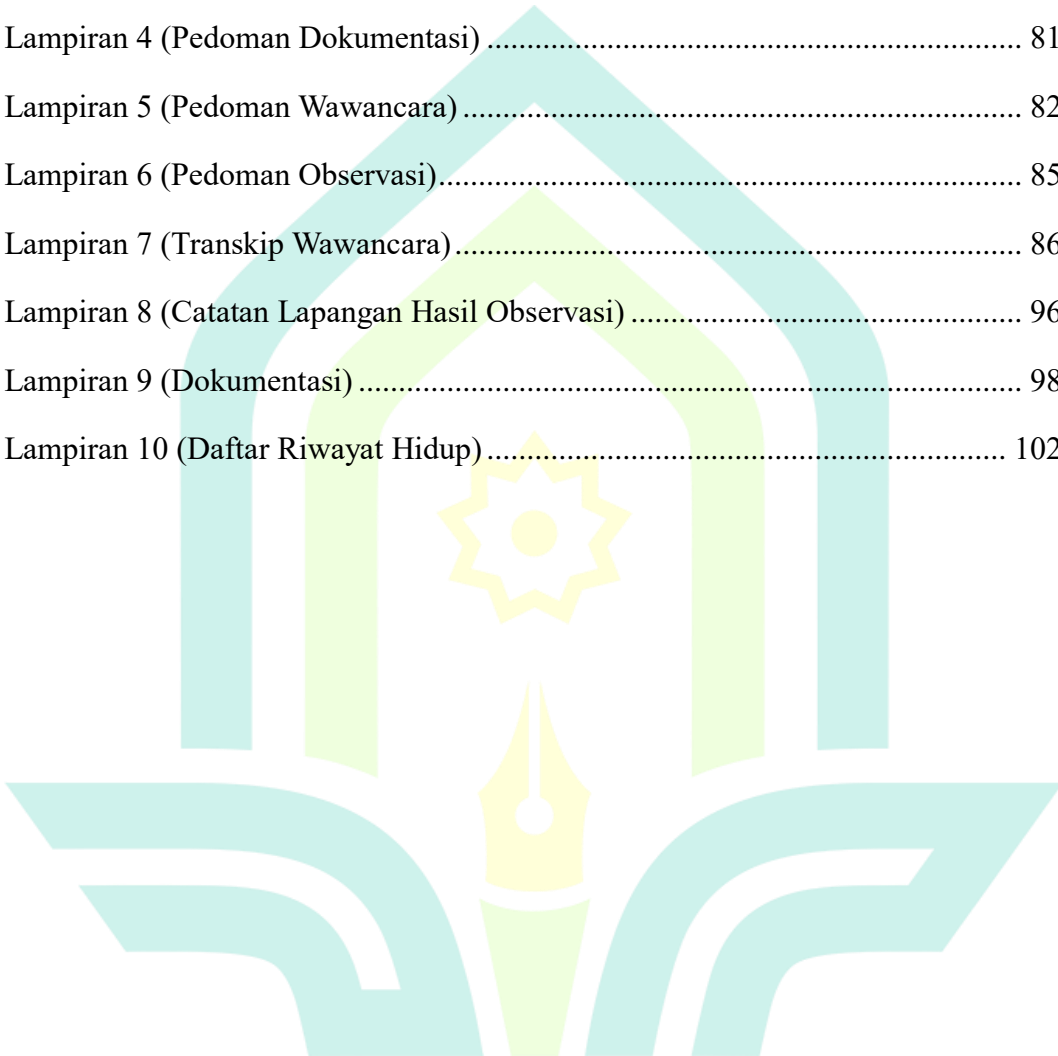 Lampiran 4 (Pedoman Dokumentasi) ........................................................................ 81
Lampiran 5 (Pedoman Wawancara) ........................................................................... 82
Lampiran 6 (Pedoman Observasi) .............................................................................. 85
Lampiran 7 (Transkip Wawancara) ............................................................................ 86
Lampiran 8 (Catatan Lapangan Hasil Observasi) ...................................................... 96
Lampiran 9 (Dokumentasi) ........................................................................................ 98
Lampiran 10 (Daftar Riwayat Hidup) ...................................................................... 102